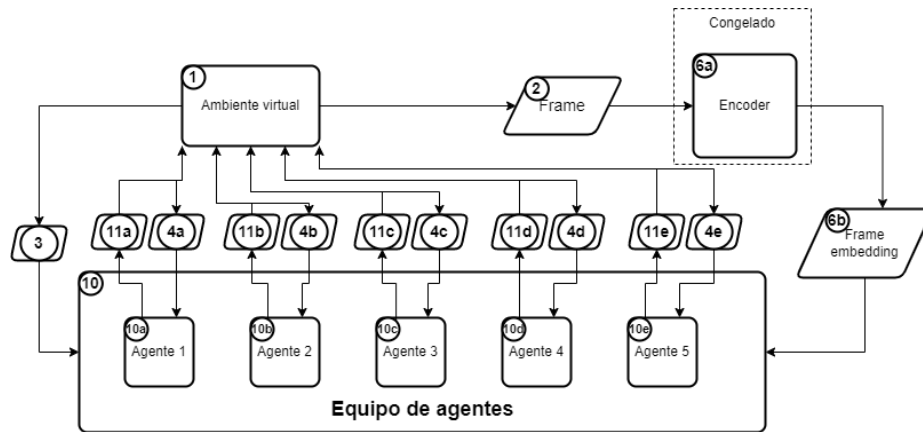 Congelado
1
Ambiente virtual
2
Frame
6a
Encoder
3
11a
4a
11b
4b
11c
4c
11d
4d
11e
4e
6b
Frame
embedding
10
10a
Agente 1
10b
Agente 2
10c
Agente 3
10d
Agente 4
10e
Agente 5
Equipo de agentes